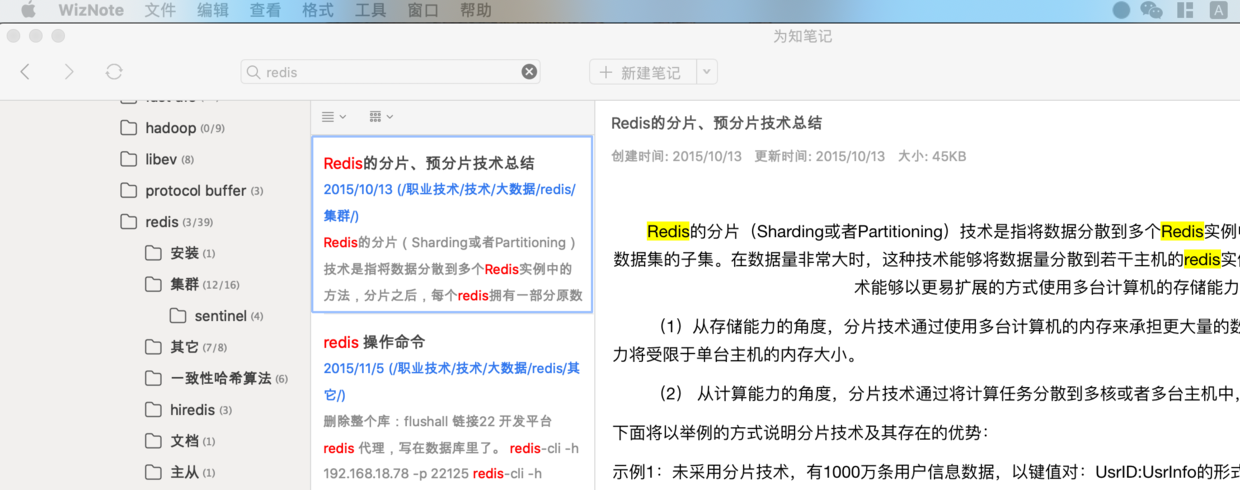 WizNote 文件 编辑 查看 格式 工具 窗口 帮助
A
为知笔记
redis
新建笔记
hadoop (0/9)
libev (8)
protocol buffer (3)
redis (3/39)
安装 (1)
集群 (12/16)
sentinel (4)
其它 (7/8)
一致性哈希算法 (6)
hiredis (3)
文档 (1)
主从 (1)
Redis的分片、预分片技术总结
2015/10/13 (/职业技术/技术/大数据/redis/
集群/)
Redis的分片（Sharding或者Partitioning）
技术是指将数据分散到多个Redis实例中的
方法，分片之后，每个redis拥有一部分原数
redis 操作命令
2015/11/5 (/职业技术/技术/大数据/redis/其
它/)
删除整个库：flushall 链接22 开发平台
redis 代理，写在数据库里了。 redis-cli -h
192.168.18.78 -p 22125 redis-cli -h
Redis的分片、预分片技术总结
创建时间: 2015/10/13 更新时间: 2015/10/13 大小: 45KB
Redis的分片（Sharding或者Partitioning）技术是指将数据分散到多个Redis实例
数据集的子集。在数据量非常大时，这种技术能够将数据量分散到若干主机的redis实
术能够以更易扩展的方式使用多台计算机的存储能力
（1）从存储能力的角度，分片技术通过使用多台计算机的内存来承担更大量的数
力将受限于单台主机的内存大小。
（2） 从计算能力的角度，分片技术通过将计算任务分散到多核或者多台主机中，
下面将以举例的方式说明分片技术及其存在的优势：
示例1：未采用分片技术，有1000万条用户信息数据，以键值对：UsrID:UsrInfo的形式